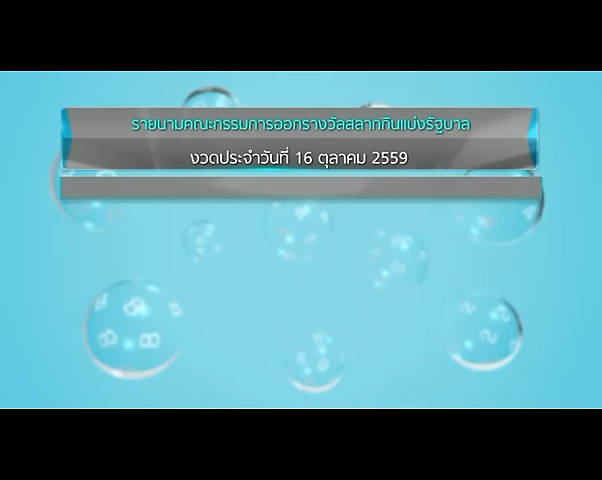 รายนามคณะกรรมการออกรางวัลสลากกินแบ่งรัฐบาล
งวดประจำวันที่ 16 ตุลาคม 2559